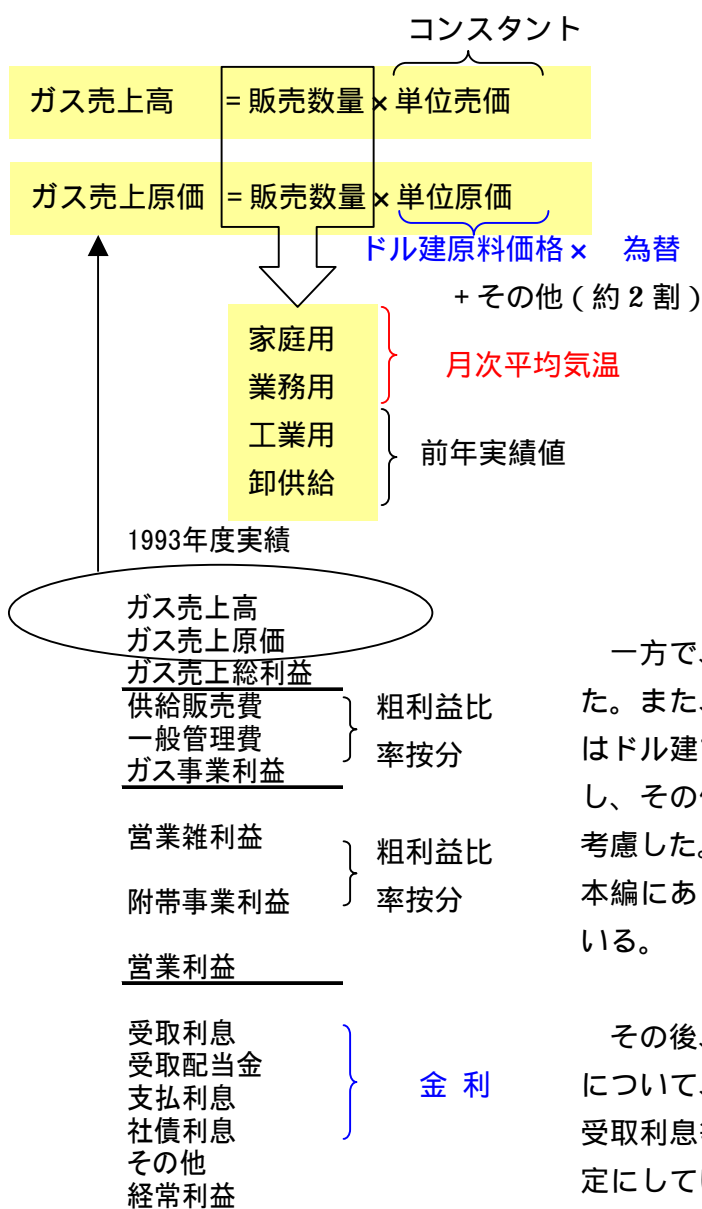 コンスタント
ガス売上高 = 販売数量 × 単位売価
ガス売上原価 = 販売数量 × 単位原価
ドル建原料価格 × 為替
+ その他 ( 約 2 割 )
家庭用
業務用
月次平均気温
工業用
卸供給
前年実績値
1993年度実績
ガス売上高
ガス売上原価
ガス売上総利益
供給販売費
一般管理費
ガス事業利益
粗利益比
率按分
営業雑利益
附帯事業利益
粗利益比
率按分
営業利益
受取利息
受取配当金
支払利息
社債利息
その他
経常利益
金 利
一方で、
た。また、
はドル建
し、その
考慮した。
本編にあ
いる。
その後、
について、
受取利息
定にして